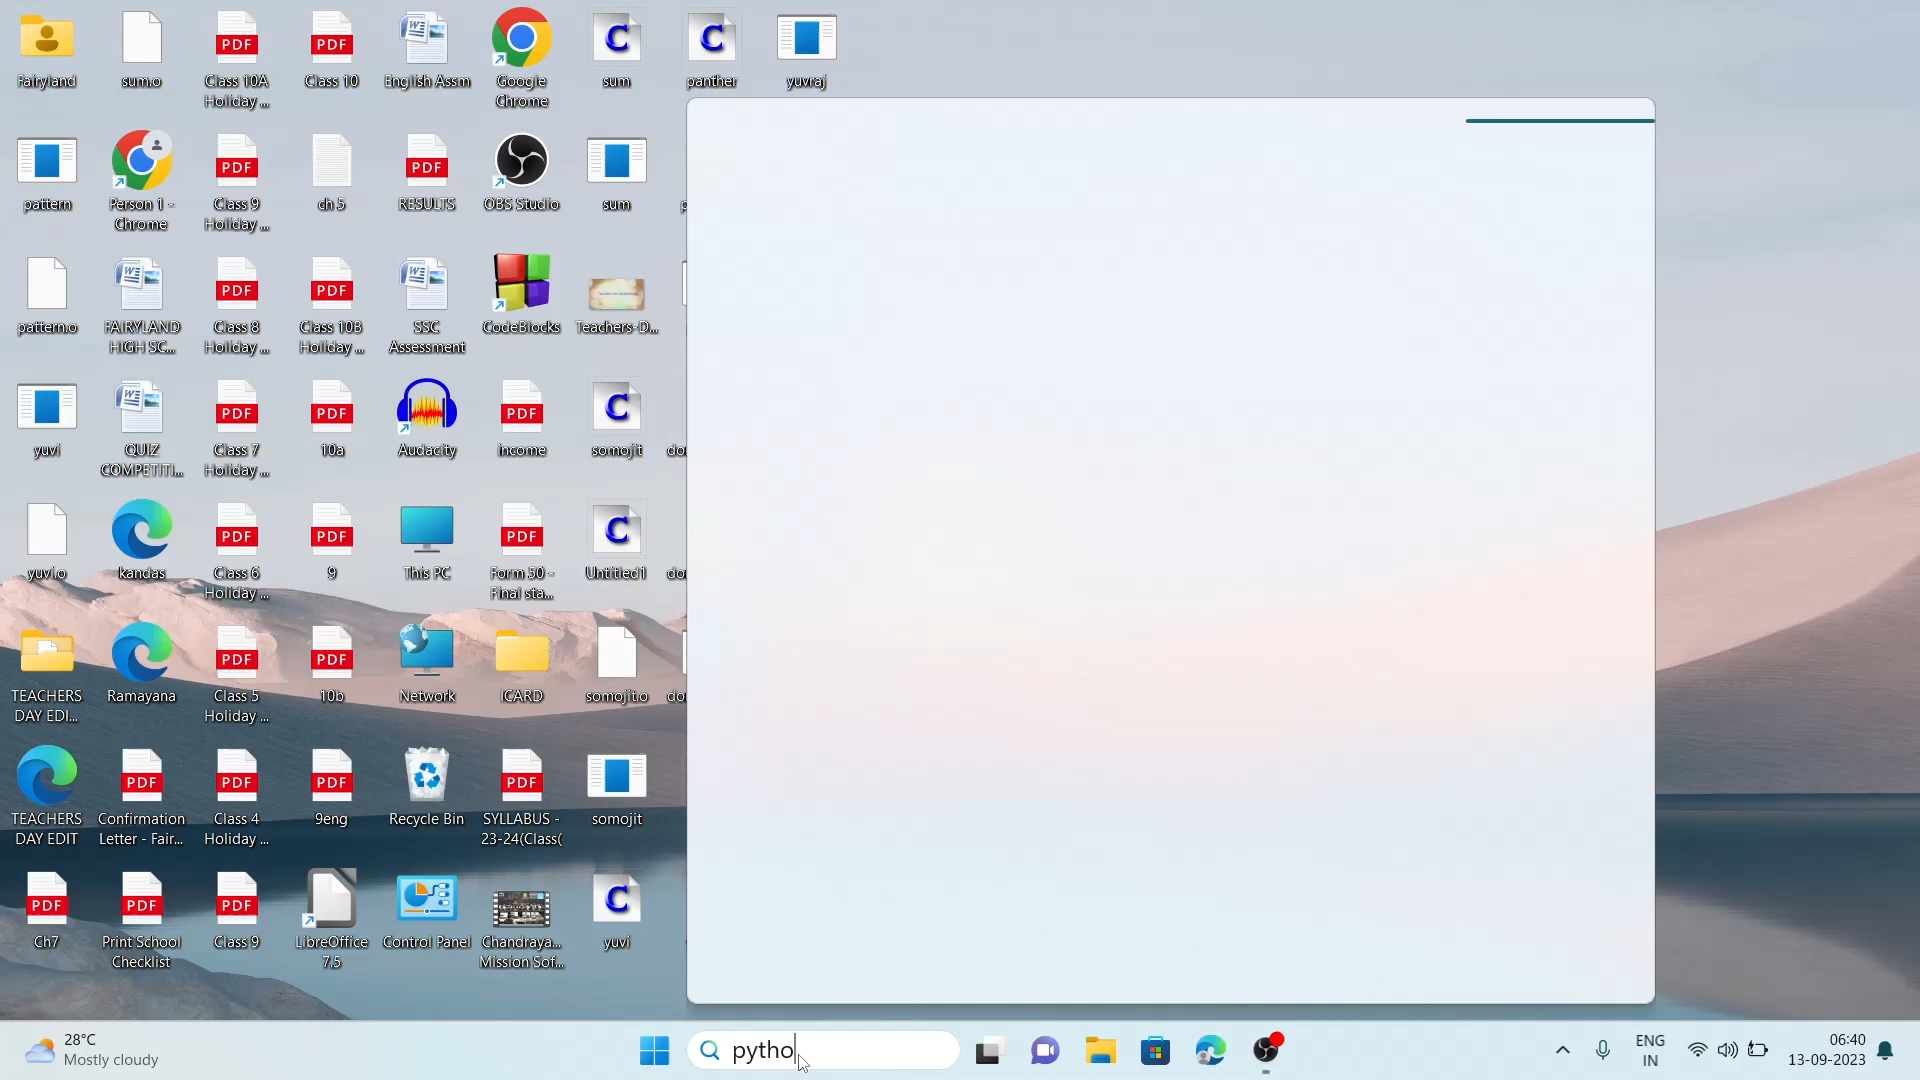 Fairyland
sum.o
Class 10A
Holiday ...
Class 10
English Assm
Google
Chrome
sum
panther
yuvraj
pattern
Person 1 -
Chrome
Class 9
Holiday ...
ch 5
RESULTS
OBS Studio
sum
pattern.o
FAIRYLAND
HIGH SC...
Class 8
Holiday ...
Class 10B
Holiday ...
SSC
Assessment
CodeBlocks
Teachers-D...
yuvi
QUIZ
COMPETITI...
Class 7
Holiday ...
10a
Audacity
income
somojit
yuvi.o
kandas
Class 6
Holiday ...
9
This PC
Form 50 -
Final sta...
Untitled1
TEACHERS
DAY EDI...
Ramayana
Class 5
Holiday ...
10b
Network
ICARD
somojit.o
TEACHERS
DAY EDIT
Confirmation
Letter - Fair...
Class 4
Holiday ...
9eng
Recycle Bin
SYLLABUS -
23-24(Class(
somojit
Ch7
Print School
Checklist
Class 9
LibreOffice
7.5
Control Panel
Chandraya...
Mission Sof...
yuvi
28°C
Mostly cloudy
pytho
ENG
IN
06:40
13-09-2023